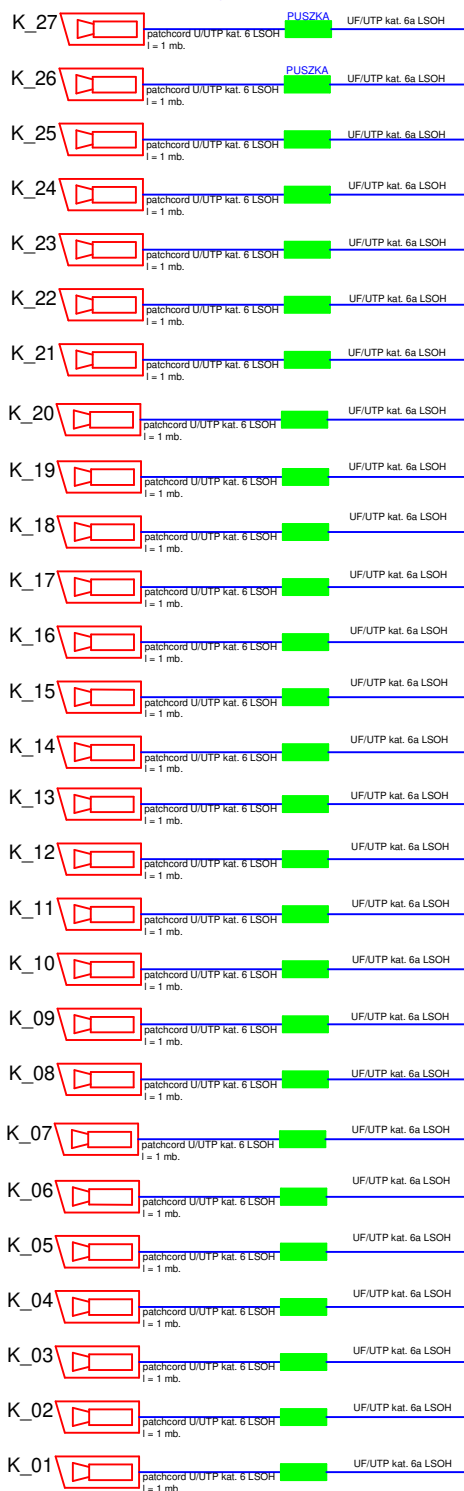 K_27 PUSZKA UF/UTP kat. 6a LSOH
patchcord U/UTP kat. 6 LSOH
l = 1 mb.
K_26 PUSZKA UF/UTP kat. 6a LSOH
patchcord U/UTP kat. 6 LSOH
l = 1 mb.
K_25 UF/UTP kat. 6a LSOH
patchcord U/UTP kat. 6 LSOH
l = 1 mb.
K_24 UF/UTP kat. 6a LSOH
patchcord U/UTP kat. 6 LSOH
l = 1 mb.
K_23 UF/UTP kat. 6a LSOH
patchcord U/UTP kat. 6 LSOH
l = 1 mb.
K_22 UF/UTP kat. 6a LSOH
patchcord U/UTP kat. 6 LSOH
l = 1 mb.
K_21 UF/UTP kat. 6a LSOH
patchcord U/UTP kat. 6 LSOH
l = 1 mb.
K_20 UF/UTP kat. 6a LSOH
patchcord U/UTP kat. 6 LSOH
l = 1 mb.
K_19 UF/UTP kat. 6a LSOH
patchcord U/UTP kat. 6 LSOH
l = 1 mb.
K_18 UF/UTP kat. 6a LSOH
patchcord U/UTP kat. 6 LSOH
l = 1 mb.
K_17 UF/UTP kat. 6a LSOH
patchcord U/UTP kat. 6 LSOH
l = 1 mb.
K_16 UF/UTP kat. 6a LSOH
patchcord U/UTP kat. 6 LSOH
l = 1 mb.
K_15 UF/UTP kat. 6a LSOH
patchcord U/UTP kat. 6 LSOH
l = 1 mb.
K_14 UF/UTP kat. 6a LSOH
patchcord U/UTP kat. 6 LSOH
l = 1 mb.
K_13 UF/UTP kat. 6a LSOH
patchcord U/UTP kat. 6 LSOH
l = 1 mb.
K_12 UF/UTP kat. 6a LSOH
patchcord U/UTP kat. 6 LSOH
l = 1 mb.
K_11 UF/UTP kat. 6a LSOH
patchcord U/UTP kat. 6 LSOH
l = 1 mb.
K_10 UF/UTP kat. 6a LSOH
patchcord U/UTP kat. 6 LSOH
l = 1 mb.
K_09 UF/UTP kat. 6a LSOH
patchcord U/UTP kat. 6 LSOH
l = 1 mb.
K_08 UF/UTP kat. 6a LSOH
patchcord U/UTP kat. 6 LSOH
l = 1 mb.
K_07 UF/UTP kat. 6a LSOH
patchcord U/UTP kat. 6 LSOH
l = 1 mb.
K_06 UF/UTP kat. 6a LSOH
patchcord U/UTP kat. 6 LSOH
l = 1 mb.
K_05 UF/UTP kat. 6a LSOH
patchcord U/UTP kat. 6 LSOH
l = 1 mb.
K_04 UF/UTP kat. 6a LSOH
patchcord U/UTP kat. 6 LSOH
l = 1 mb.
K_03 UF/UTP kat. 6a LSOH
patchcord U/UTP kat. 6 LSOH
l = 1 mb.
K_02 UF/UTP kat. 6a LSOH
patchcord U/UTP kat. 6 LSOH
l = 1 mb.
K_01 UF/UTP kat. 6a LSOH
patchcord U/UTP kat. 6 LSOH
l = 1 mb.